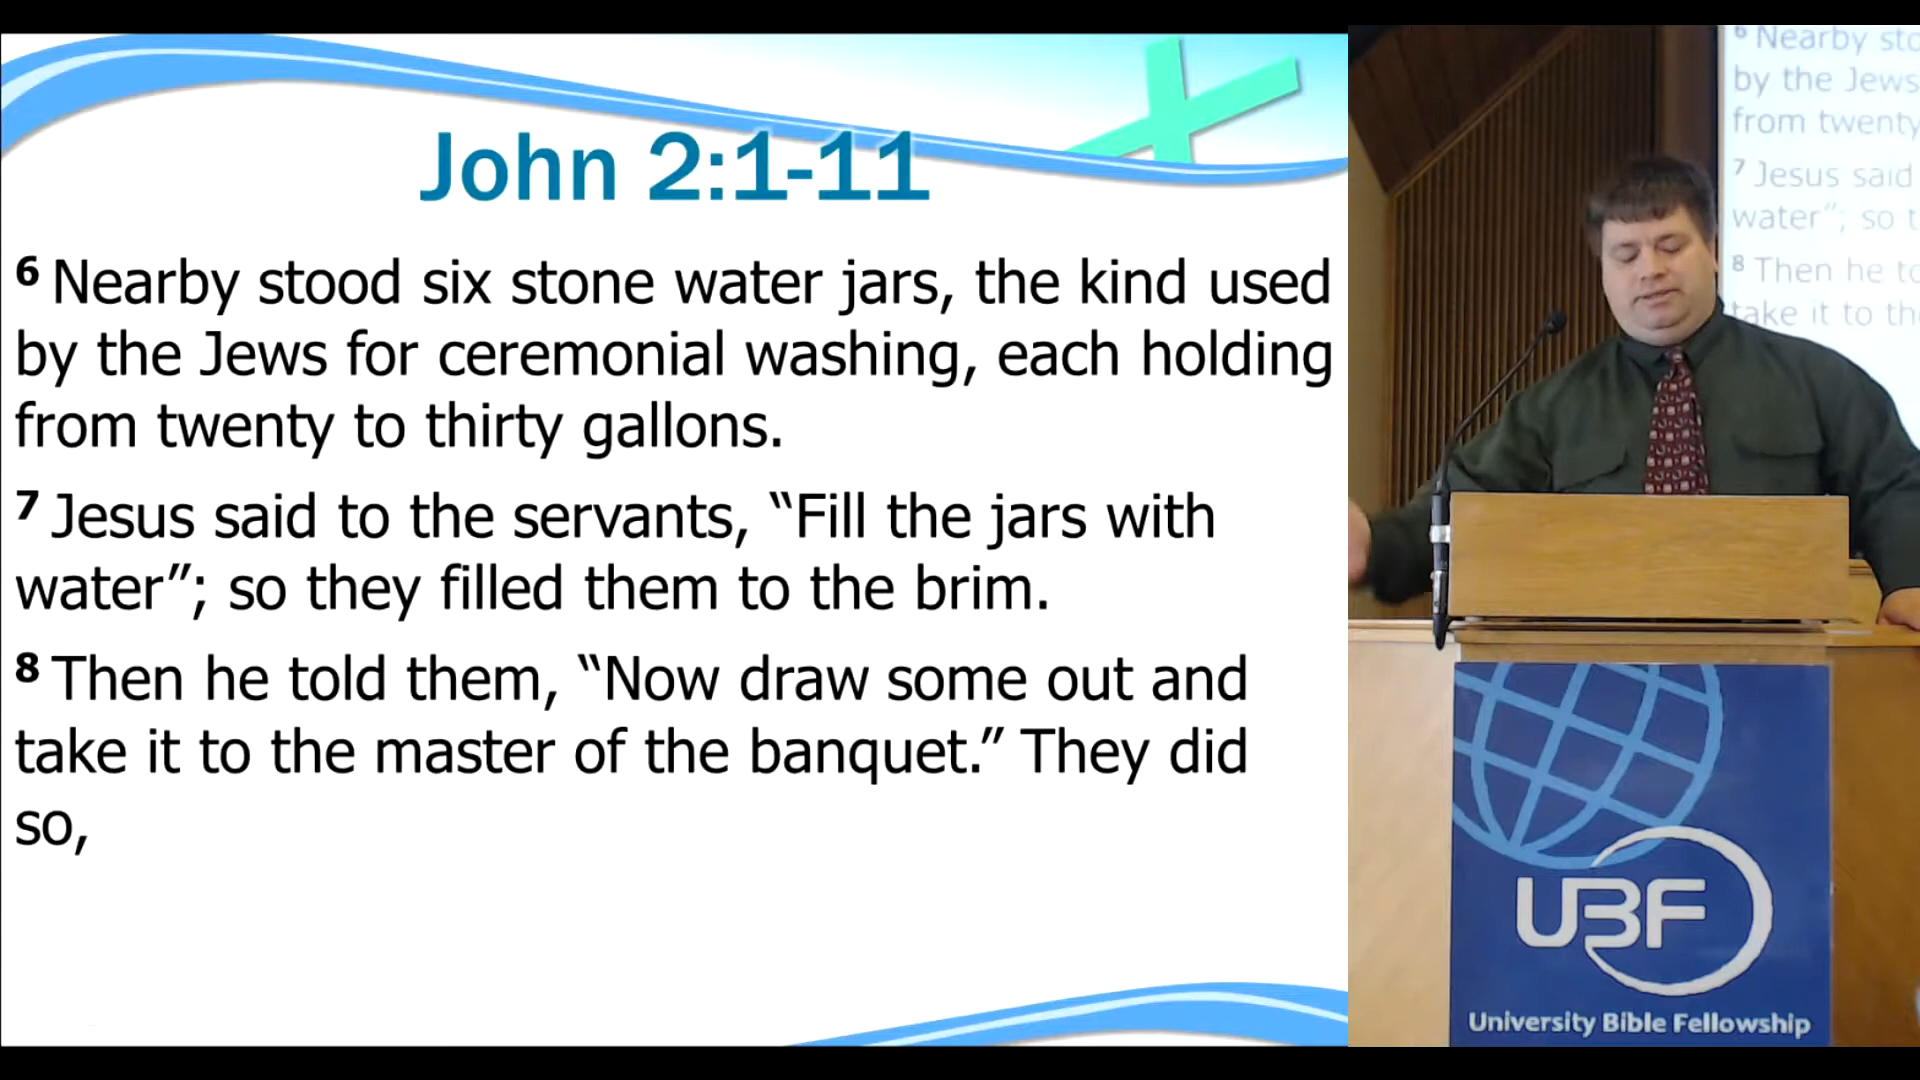 John 2:1-11
6 Nearby stood six stone water jars, the kind used
by the Jews for ceremonial washing, each holding
from twenty to thirty gallons.
7 Jesus said to the servants, “Fill the jars with
water”; so they filled them to the brim.
8 Then he told them, “Now draw some out and
take it to the master of the banquet.” They did
so,
6 Nearby
by the Jews
from twenty
7 Jesus said
water”; so
8 Then he
take it to
UBF
University Bible Fellowship